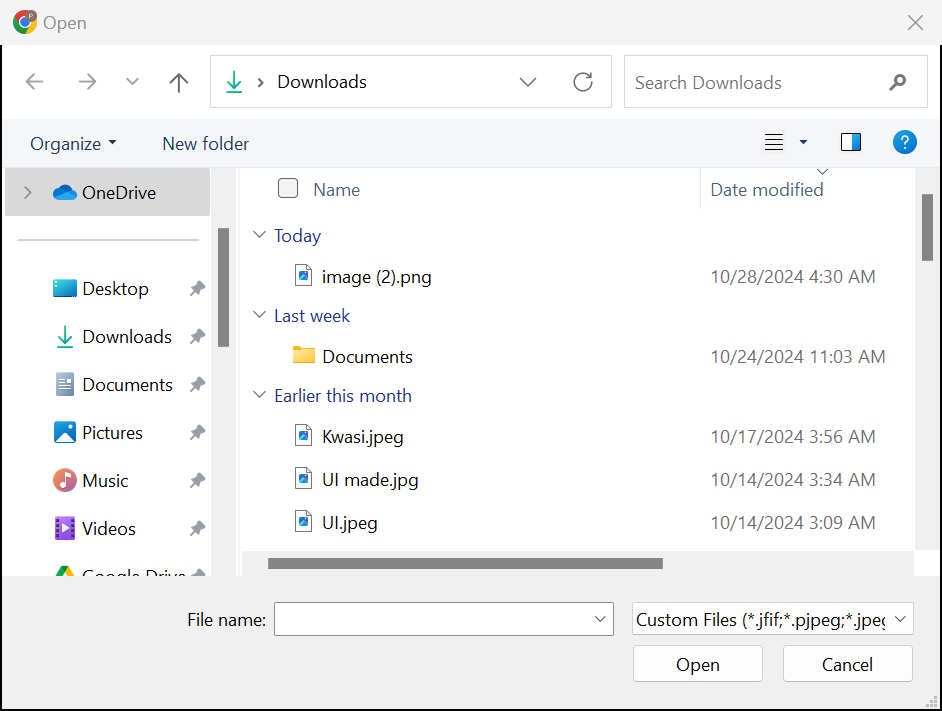 Open
Downloads
Search Downloads
Organize
New folder
?
OneDrive
Desktop
Downloads
Documents
Pictures
Music
Videos
Google Drive
Name
Date modified
Today
image (2).png 10/28/2024 4:30 AM
Last week
Documents 10/24/2024 11:03 AM
Earlier this month
Kwasi.jpeg 10/17/2024 3:56 AM
UI made.jpg 10/14/2024 3:34 AM
UI.jpeg 10/14/2024 3:09 AM
File name:
Custom Files (*.jfif;*.pjpeg;*.jpeg
Open
Cancel